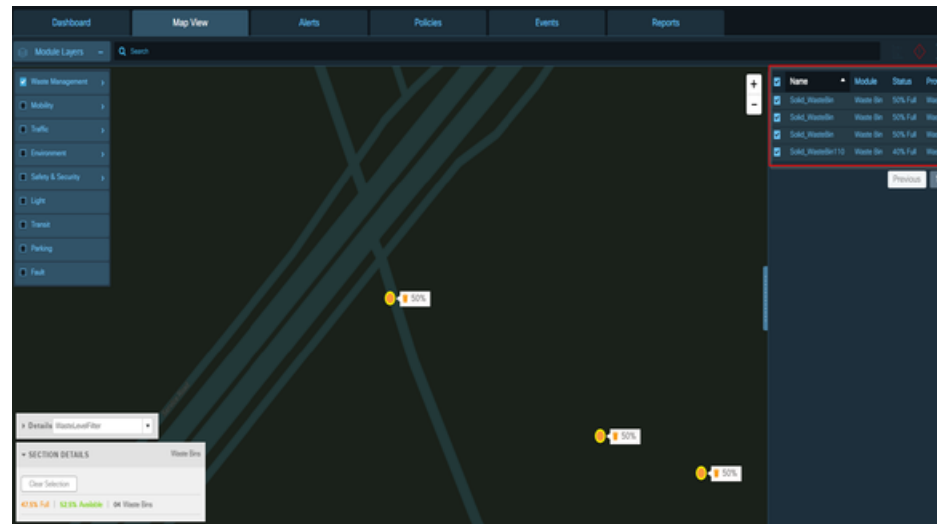 Dashboard Map View Alerts Policies Events Reports
Module Layers – Search
Waste Management
Mobility
Traffic
Environment
Safety & Security
Light
Transit
Parking
Fault
+
–
Name Module Status
Solid_WasteBin Waste Bin 50% Full
Solid_WasteBin Waste Bin 50% Full
Solid_WasteBin Waste Bin 50% Full
Solid_WasteBin110 Waste Bin 40% Full
Previous
50%
50%
50%
Details WasteLevelFilter
SECTION DETAILS Waste Bins
Clear Selection
47.5% Full | 52.5% Available | 04 Waste Bins